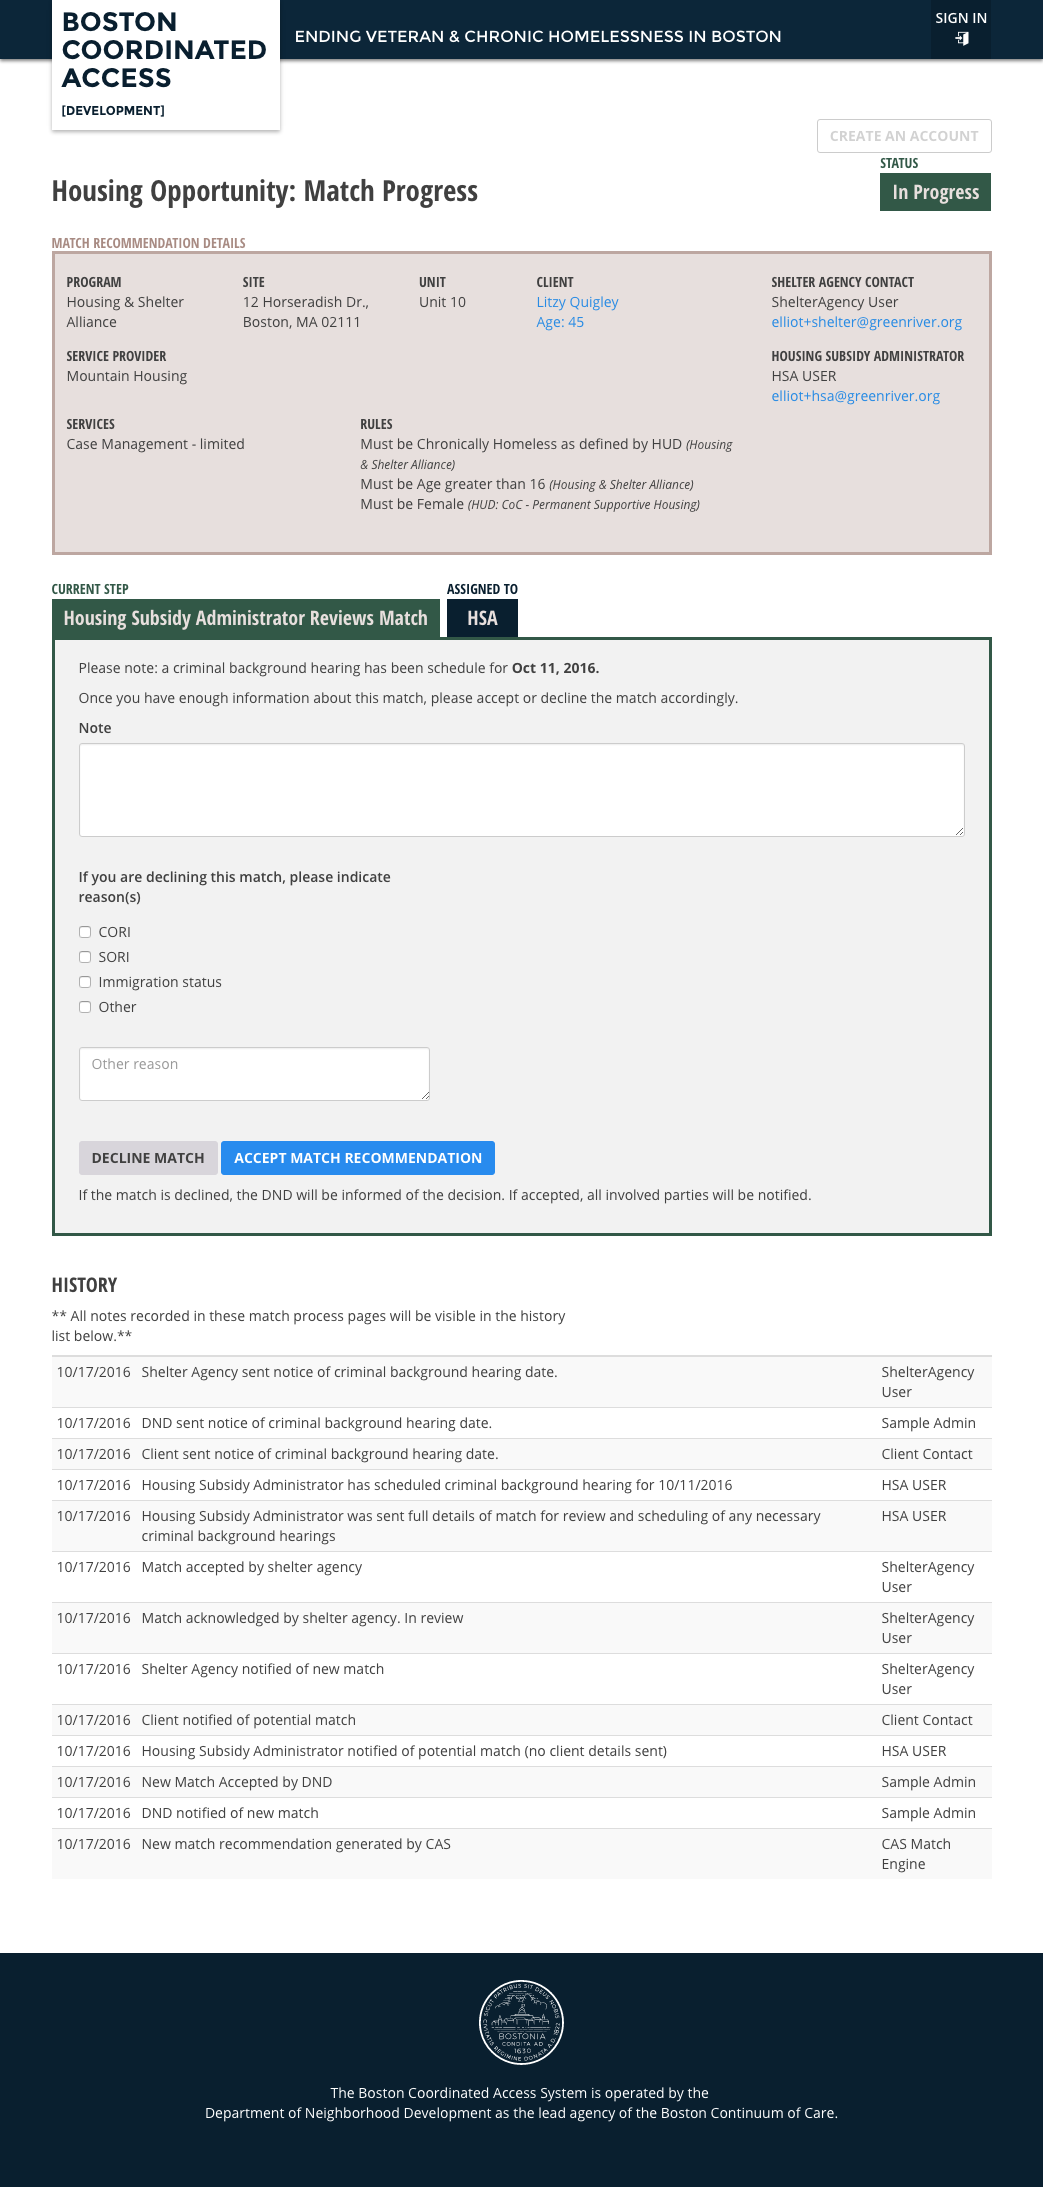 BOSTON
COORDINATED
ACCESS
[DEVELOPMENT]
ENDING VETERAN & CHRONIC HOMELESSNESS IN BOSTON
SIGN IN
CREATE AN ACCOUNT
Housing Opportunity: Match Progress
STATUS
In Progress
MATCH RECOMMENDATION DETAILS
PROGRAM
Housing & Shelter
Alliance
SITE
12 Horseradish Dr.,
Boston, MA 02111
UNIT
Unit 10
CLIENT
Litzy Quigley
Age: 45
SHELTER AGENCY CONTACT
ShelterAgency User
elliot+shelter@greenriver.org
SERVICE PROVIDER
Mountain Housing
HOUSING SUBSIDY ADMINISTRATOR
HSA USER
elliot+hsa@greenriver.org
SERVICES
Case Management - limited
RULES
Must be Chronically Homeless as defined by HUD (Housing
& Shelter Alliance)
Must be Age greater than 16 (Housing & Shelter Alliance)
Must be Female (HUD: CoC - Permanent Supportive Housing)
CURRENT STEP
Housing Subsidy Administrator Reviews Match
ASSIGNED TO
HSA
Please note: a criminal background hearing has been schedule for Oct 11, 2016.
Once you have enough information about this match, please accept or decline the match accordingly.
Note
If you are declining this match, please indicate
reason(s)
CORI
SORI
Immigration status
Other
Other reason
DECLINE MATCH
ACCEPT MATCH RECOMMENDATION
If the match is declined, the DND will be informed of the decision. If accepted, all involved parties will be notified.
HISTORY
** All notes recorded in these match process pages will be visible in the history
list below.**
10/17/2016 Shelter Agency sent notice of criminal background hearing date. ShelterAgency
User
10/17/2016 DND sent notice of criminal background hearing date. Sample Admin
10/17/2016 Client sent notice of criminal background hearing date. Client Contact
10/17/2016 Housing Subsidy Administrator has scheduled criminal background hearing for 10/11/2016 HSA USER
10/17/2016 Housing Subsidy Administrator was sent full details of match for review and scheduling of any necessary HSA USER
criminal background hearings
10/17/2016 Match accepted by shelter agency ShelterAgency
User
10/17/2016 Match acknowledged by shelter agency. In review ShelterAgency
User
10/17/2016 Shelter Agency notified of new match ShelterAgency
User
10/17/2016 Client notified of potential match Client Contact
10/17/2016 Housing Subsidy Administrator notified of potential match (no client details sent) HSA USER
10/17/2016 New Match Accepted by DND Sample Admin
10/17/2016 DND notified of new match Sample Admin
10/17/2016 New match recommendation generated by CAS CAS Match
Engine
SICUT PATRIBUS SIT DEUS NOBIS
BOSTONIA
CONDITA AD
1630
CIVITATIS REGIMINE DONATA A.D. 1822
The Boston Coordinated Access System is operated by the
Department of Neighborhood Development as the lead agency of the Boston Continuum of Care.